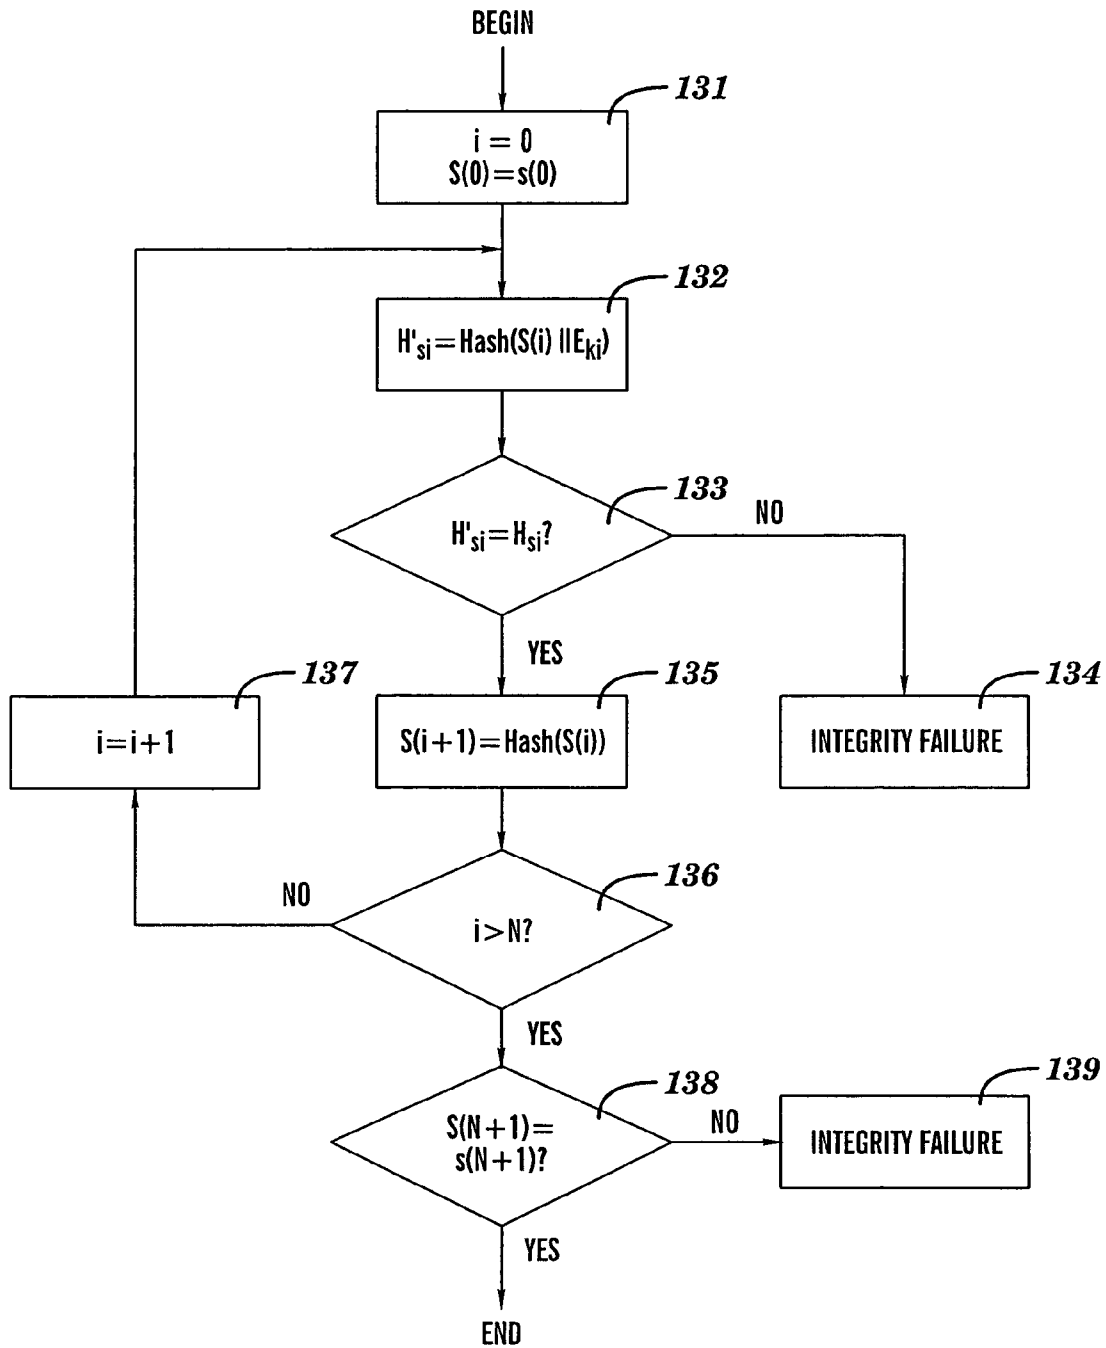 BEGIN
131
i = 0
S(0)=s(0)
132
H'si=Hash(S(i) ||Eki)
133
H'si=Hsi?
NO
YES
137
135
134
i=i+1
S(i+1)=Hash(S(i))
INTEGRITY FAILURE
136
NO
i>N?
YES
138
139
S(N+1)=
s(N+1)?
NO
INTEGRITY FAILURE
YES
END